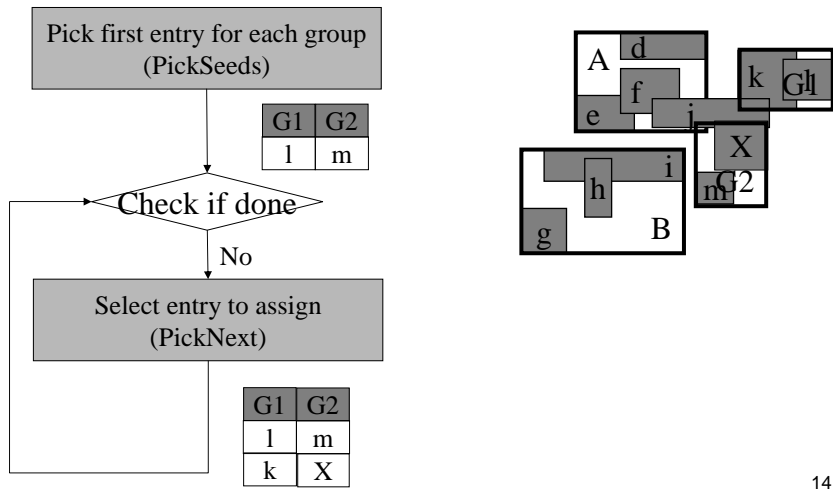 Pick first entry for each group
(PickSeeds)
G1 G2
l m
Check if done
No
Select entry to assign
(PickNext)
G1 G2
l m
k X
A
d
f
e
j
k
G1
l
X
m
G2
i
h
g
B
14